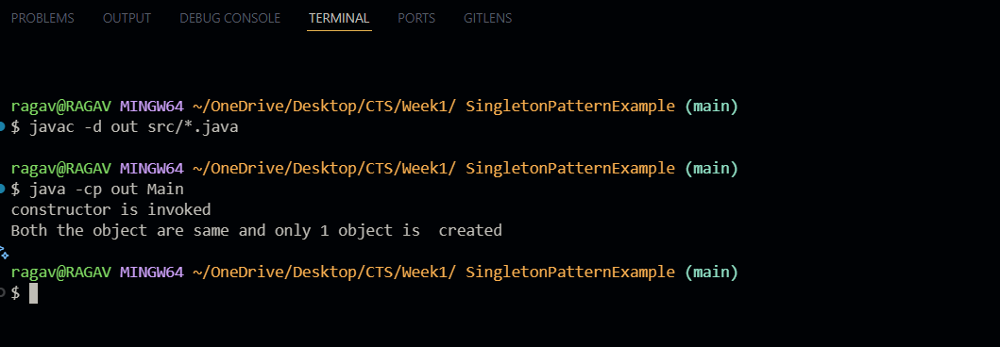 PROBLEMS OUTPUT DEBUG CONSOLE TERMINAL PORTS GITLENS
ragav@RAGAV MINGW64 ~/OneDrive/Desktop/CTS/Week1/ SingletonPatternExample (main)
$ javac -d out src/*.java
ragav@RAGAV MINGW64 ~/OneDrive/Desktop/CTS/Week1/ SingletonPatternExample (main)
$ java -cp out Main
constructor is invoked
Both the object are same and only 1 object is  created
ragav@RAGAV MINGW64 ~/OneDrive/Desktop/CTS/Week1/ SingletonPatternExample (main)
$